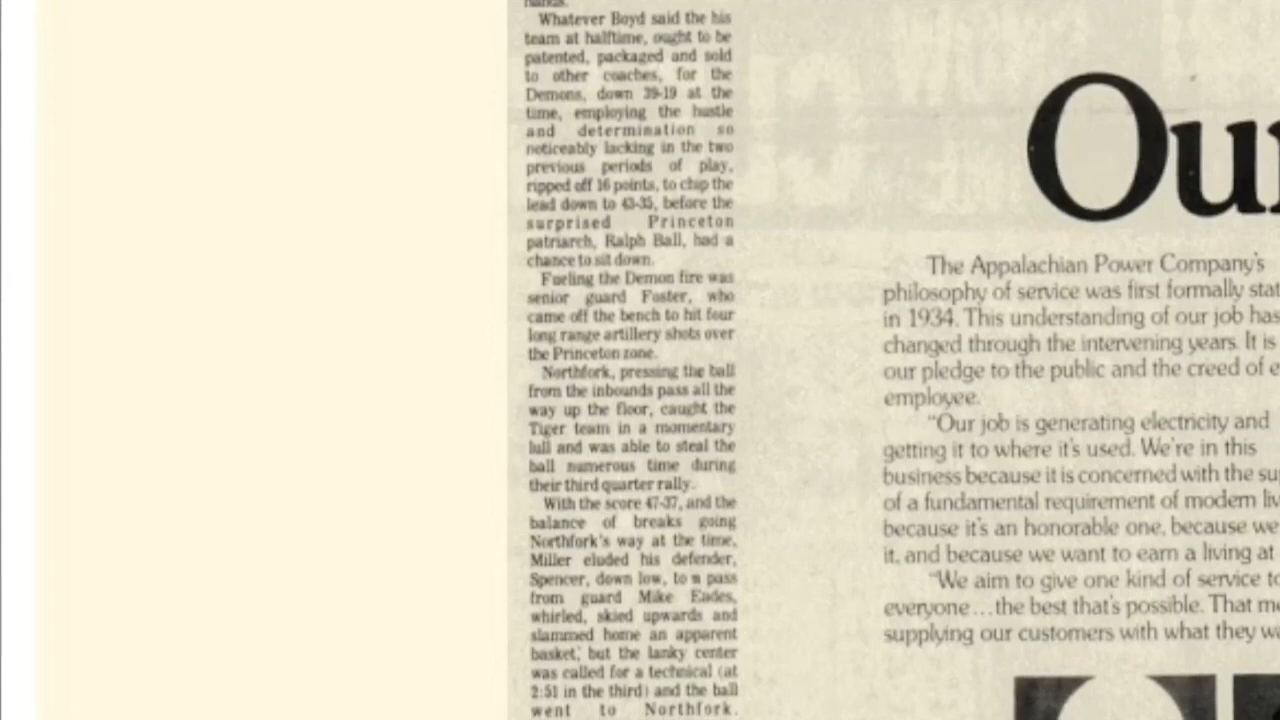 hands.
Whatever Boyd said the his
team at halftime, ought to be
patented, packaged and sold
to other coaches, for the
Demons, down 39-19 at the
time, employing the hustle
and determination so
noticeably lacking in the two
previous periods of play,
ripped off 16 points, to chip the
lead down to 43-35, before the
surprised Princeton
patriarch, Ralph Ball, had a
chance to sit down.
Fueling the Demon fire was
senior guard Foster, who
came off the bench to hit four
long range artillery shots over
the Princeton zone.
Northfork, pressing the ball
from the inbounds pass all the
way up the floor, caught the
Tiger team in a momentary
lull and was able to steal the
ball numerous time during
their third quarter rally.
With the score 47-37, and the
balance of breaks going
Northfork's way at the time,
Miller eluded his defender,
Spencer, down low, to a pass
from guard Mike Eades,
whirled, skied upwards and
slammed home an apparent
basket, but the lanky center
was called for a technical (at
2:51 in the third) and the ball
went to Northfork.
Our
The Appalachian Power Company's
philosophy of service was first formally stat
in 1934. This understanding of our job has
changed through the intervening years. It is
our pledge to the public and the creed of e
employee.
"Our job is generating electricity and
getting it to where it's used. We're in this
business because it is concerned with the su
of a fundamental requirement of modern liv
because it's an honorable one, because we
it, and because we want to earn a living at
"We aim to give one kind of service to
everyone...the best that's possible. That me
supplying our customers with what they wa